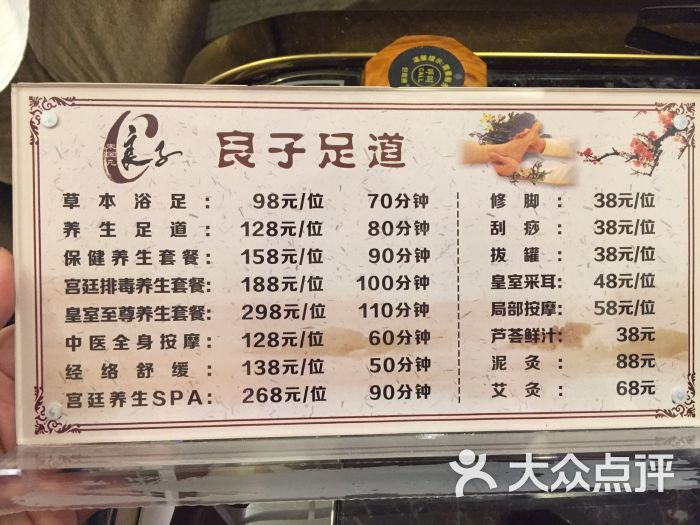 良子
良子足道
草本浴足: 98元/位 70分钟
养生足道: 128元/位 80分钟
保健养生套餐: 158元/位 90分钟
宫廷排毒养生套餐: 188元/位 100分钟
皇室至尊养生套餐: 298元/位 110分钟
中医全身按摩: 128元/位 60分钟
经络舒缓: 138元/位 50分钟
宫廷养生SPA: 268元/位 90分钟
修脚: 38元/位
刮痧: 38元/位
拔罐: 38元/位
皇室采耳: 48元/位
局部按摩: 58元/位
芦荟鲜汁: 38元
泥灸: 88元
艾灸: 68元
CALL
大众点评